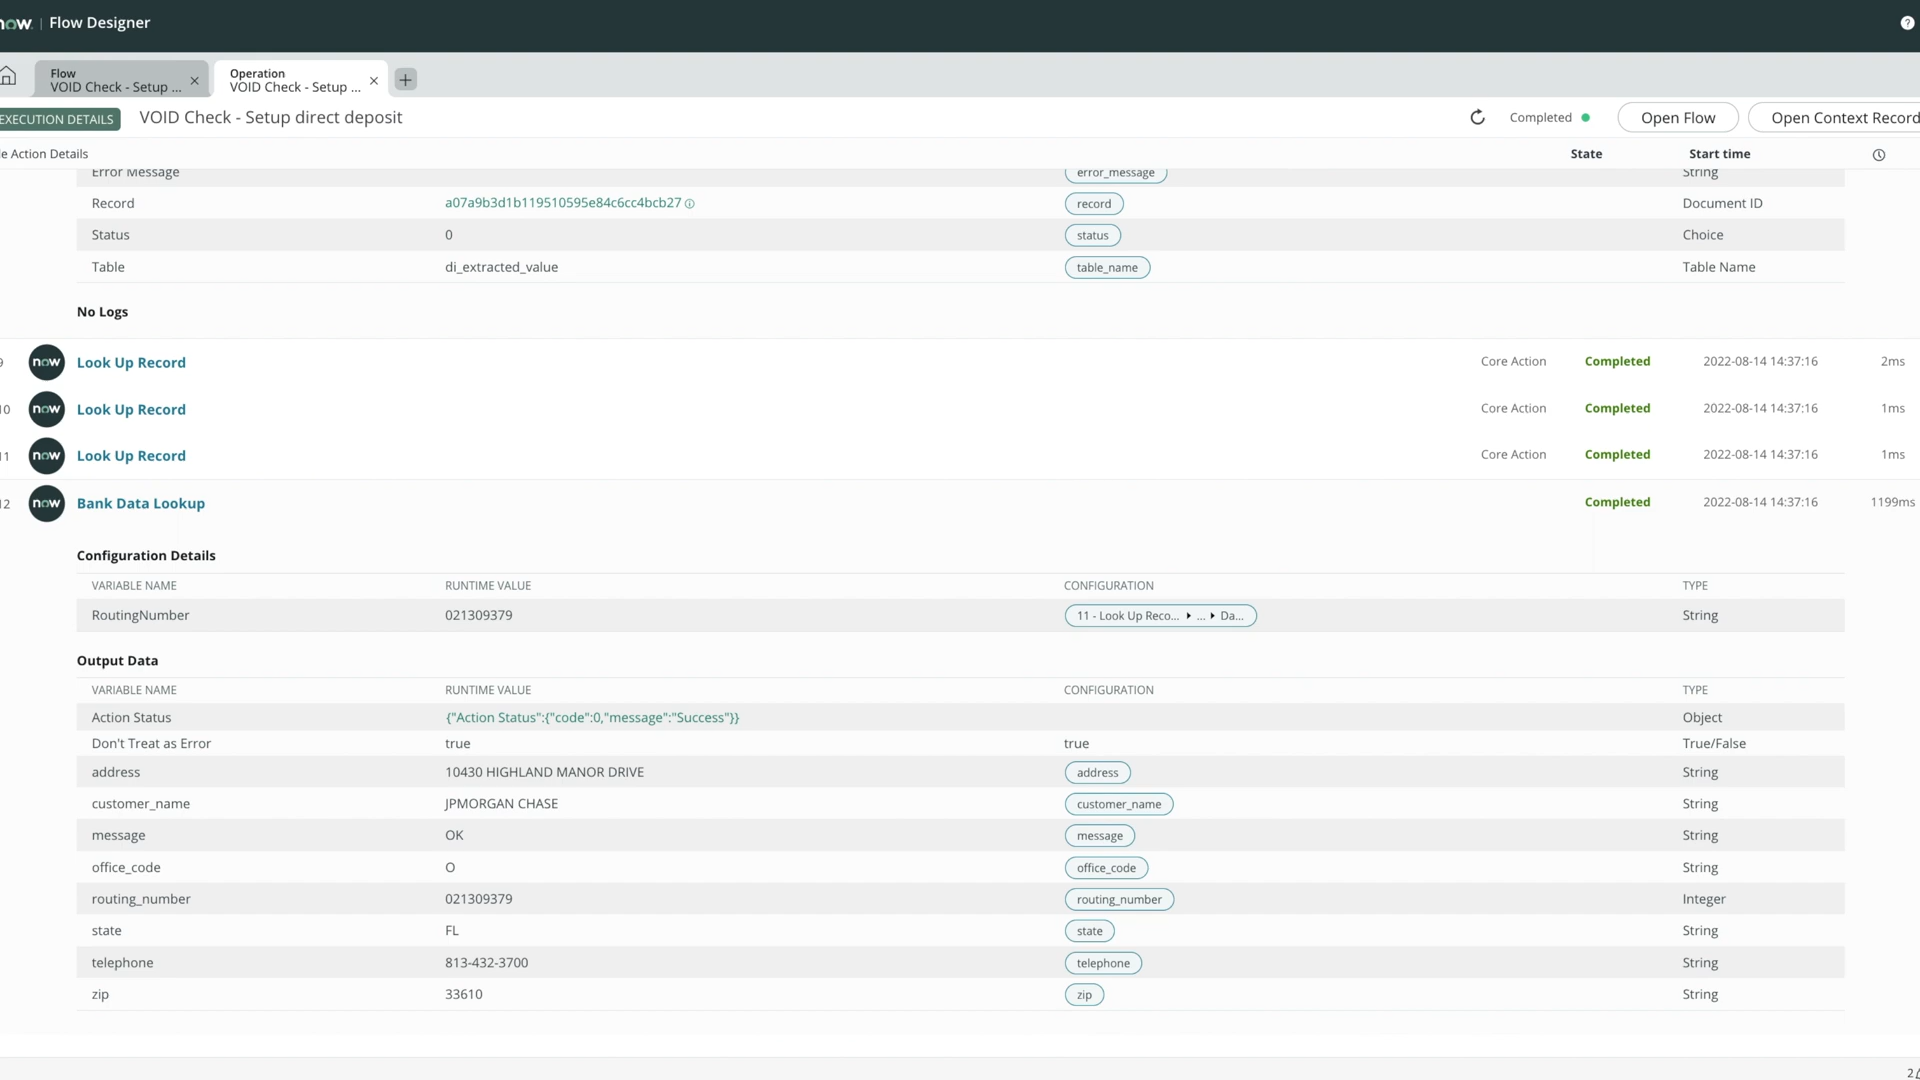 now. | Flow Designer
Flow
VOID Check - Setup ...
Operation
VOID Check - Setup ...
EXECUTION DETAILS
VOID Check - Setup direct deposit
Completed
Open Flow
Open Context Record
Action Details State Start time
Error Message error_message String
Record a07a9b3d1b119510595e84c6cc4bcb27 record Document ID
Status 0 status Choice
Table di_extracted_value table_name Table Name
No Logs
now Look Up Record Core Action Completed 2022-08-14 14:37:16 2ms
10 now Look Up Record Core Action Completed 2022-08-14 14:37:16 1ms
11 now Look Up Record Core Action Completed 2022-08-14 14:37:16 1ms
12 now Bank Data Lookup Completed 2022-08-14 14:37:16 1199ms
Configuration Details
VARIABLE NAME RUNTIME VALUE CONFIGURATION TYPE
RoutingNumber 021309379 11 - Look Up Reco... ▸ ... ▸ Da... String
Output Data
VARIABLE NAME RUNTIME VALUE CONFIGURATION TYPE
Action Status {"Action Status":{"code":0,"message":"Success"}} Object
Don't Treat as Error true true True/False
address 10430 HIGHLAND MANOR DRIVE address String
customer_name JPMORGAN CHASE customer_name String
message OK message String
office_code O office_code String
routing_number 021309379 routing_number Integer
state FL state String
telephone 813-432-3700 telephone String
zip 33610 zip String